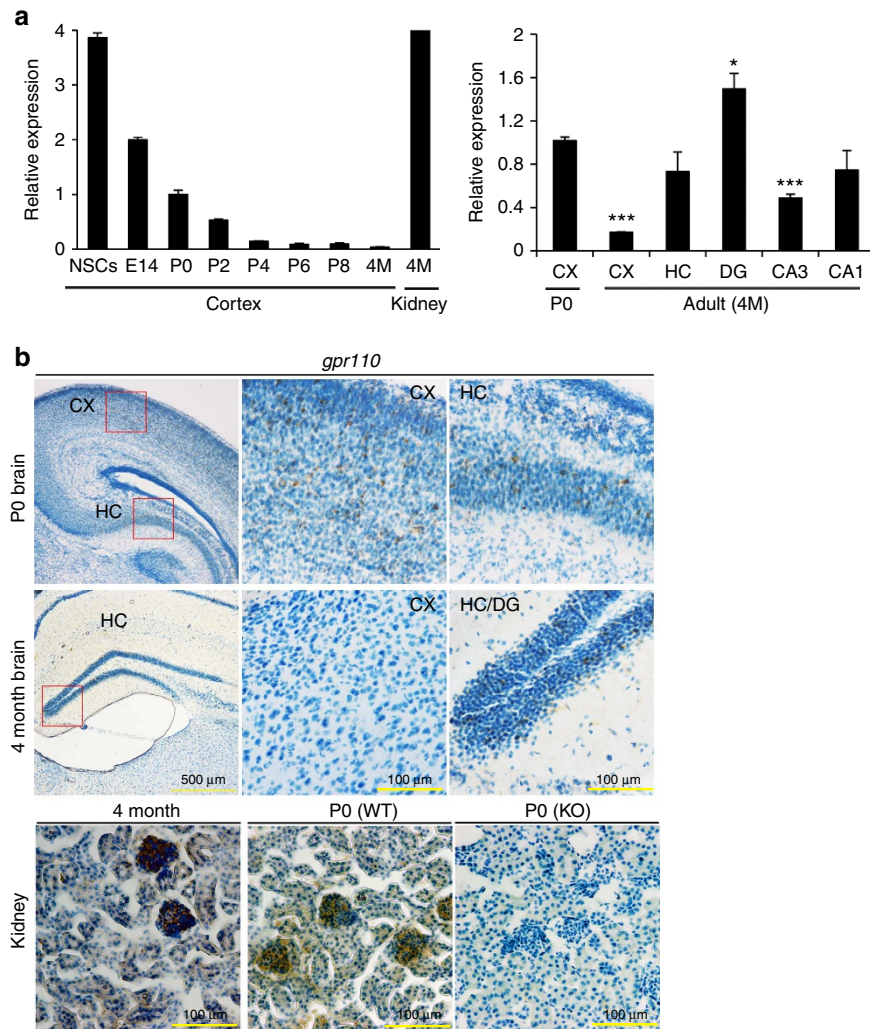 a
Relative expression
4
3
2
1
0
NSCs E14 P0 P2 P4 P6 P8 4M 4M
Cortex Kidney
Relative expression
2
1.6
1.2
0.8
0.4
0
***
*
***
CX CX HC DG CA3 CA1
P0 Adult (4M)
b
gpr110
P0 brain
CX
HC
CX
HC
4 month brain
HC
500 µm
CX
100 µm
HC/DG
100 µm
4 month P0 (WT) P0 (KO)
Kidney
100 µm
100 µm
100 µm